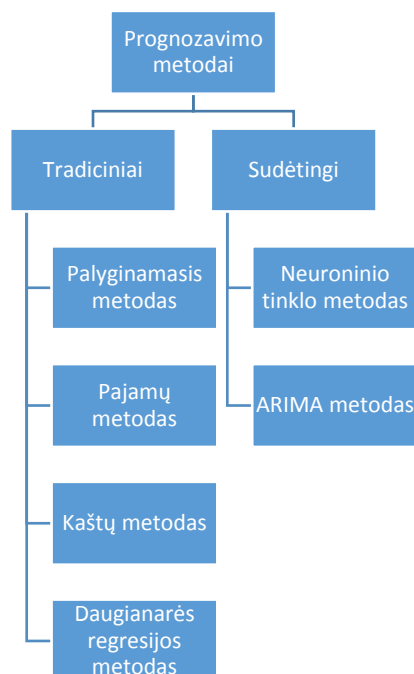 Prognozavimo
metodai
Tradiciniai
Sudėtingi
Palyginamasis
metodas
Neuroninio
tinklo metodas
Pajamų
metodas
ARIMA metodas
Kaštų metodas
Daugianarės
regresijos
metodas